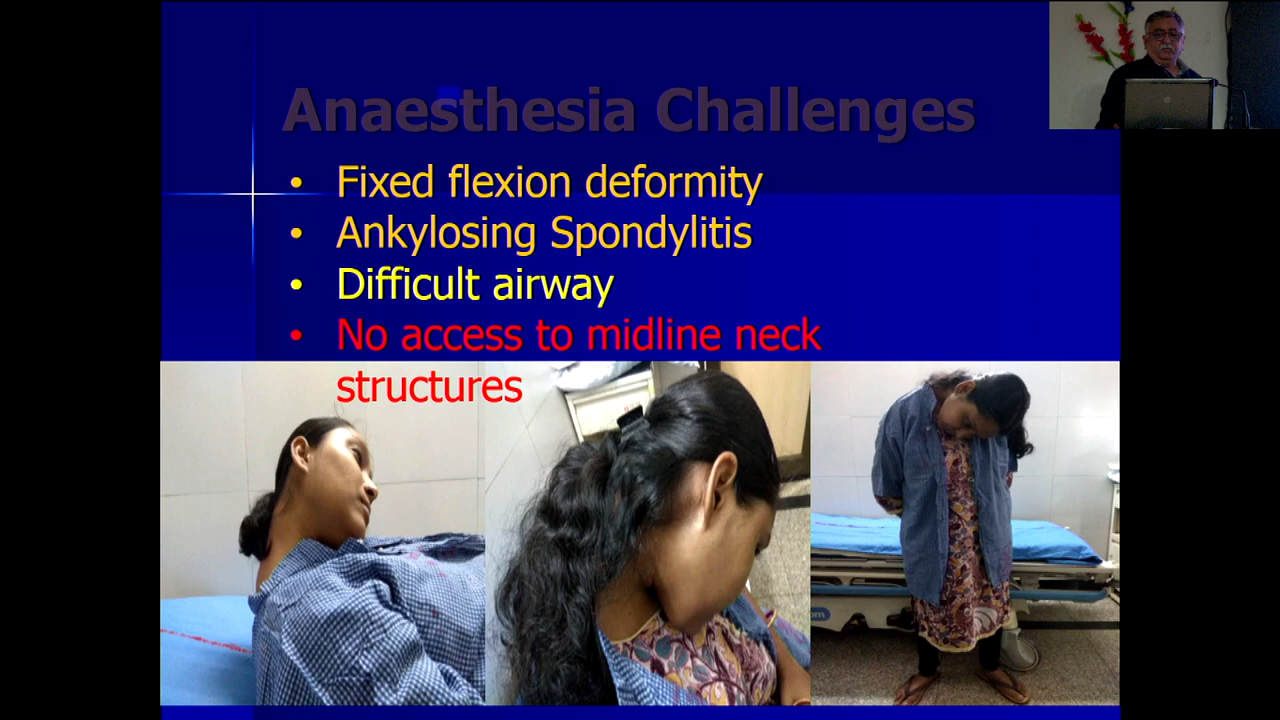 Anaesthesia Challenges
• Fixed flexion deformity
• Ankylosing Spondylitis
• Difficult airway
• No access to midline neck
structures